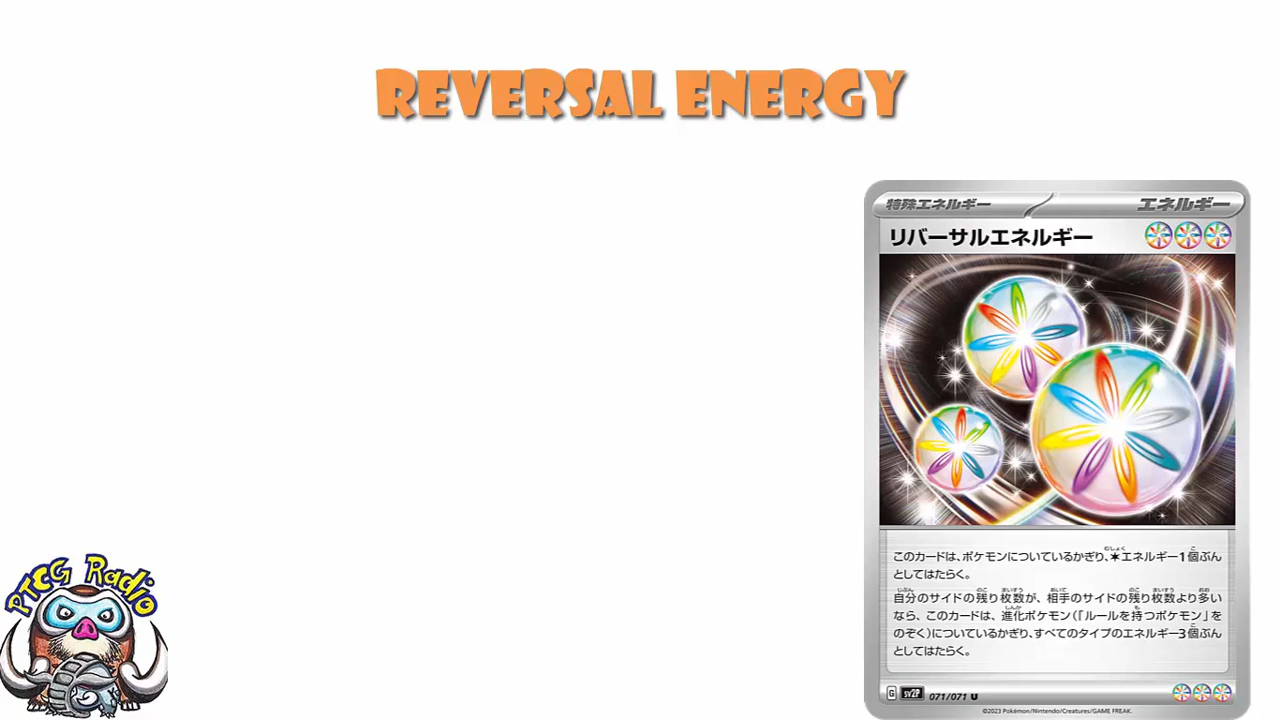 REVERSAL ENERGY
特殊エネルギー
エネルギー
リバーサルエネルギー
このカードは、ポケモンについているかぎり、✶エネルギー1個ぶん
としてはたらく。
自分のサイドの残り枚数が、相手のサイドの残り枚数より多い
なら、このカードは、進化ポケモン(「ルールを持つポケモン」を
のぞく)についているかぎり、すべてのタイプのエネルギー3個ぶん
としてはたらく。
G SV2P 071/071 U
©2023 Pokémon/Nintendo/Creatures/GAME FREAK.
PTCG Radio